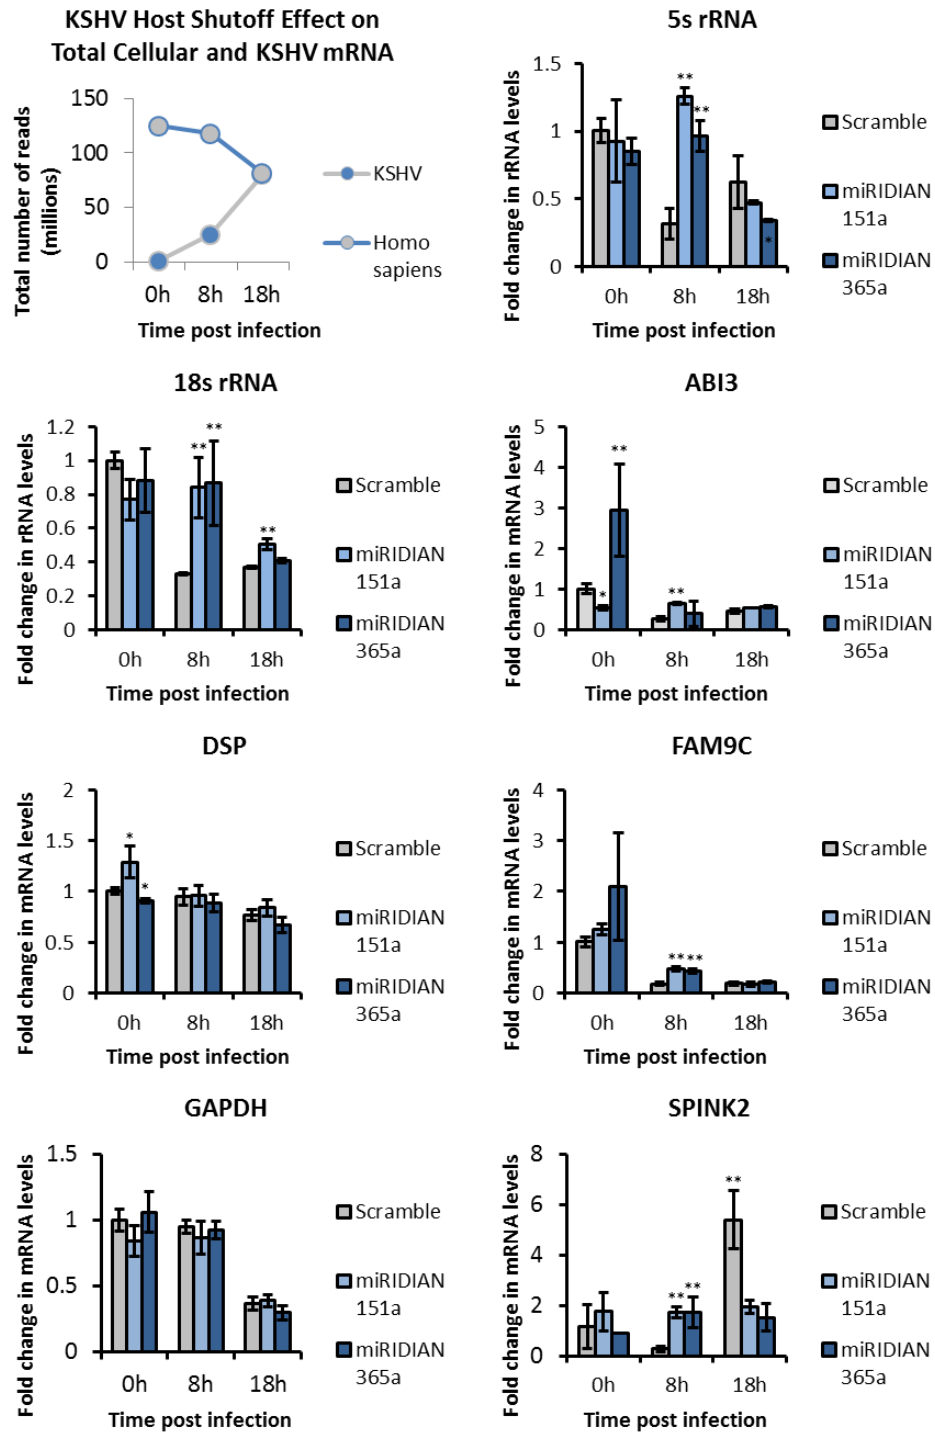 KSHV Host Shutoff Effect on
Total Cellular and KSHV mRNA
Total number of reads
(millions)
150
100
50
0
0h 8h 18h
Time post infection
KSHV
Homo
sapiens
5s rRNA
Fold change in rRNA levels
1.5
1
0.5
0
** **
*
0h 8h 18h
Time post infection
Scramble
miRIDIAN
151a
miRIDIAN
365a
18s rRNA
Fold change in rRNA levels
1.2
1
0.8
0.6
0.4
0.2
0
** **
**
0h 8h 18h
Time post infection
Scramble
miRIDIAN
151a
miRIDIAN
365a
ABI3
Fold change in mRNA levels
5
4
3
2
1
0
* **
**
0h 8h 18h
Time post infection
Scramble
miRIDIAN
151a
miRIDIAN
365a
DSP
Fold change in mRNA levels
2
1.5
1
0.5
0
* *
0h 8h 18h
Time post infection
Scramble
miRIDIAN
151a
miRIDIAN
365a
FAM9C
Fold change in mRNA levels
4
3
2
1
0
** **
0h 8h 18h
Time post infection
Scramble
miRIDIAN
151a
miRIDIAN
365a
GAPDH
Fold change in mRNA levels
1.5
1
0.5
0
0h 8h 18h
Time post infection
Scramble
miRIDIAN
151a
miRIDIAN
365a
SPINK2
Fold change in mRNA levels
8
6
4
2
0
** **
**
0h 8h 18h
Time post infection
Scramble
miRIDIAN
151a
miRIDIAN
365a